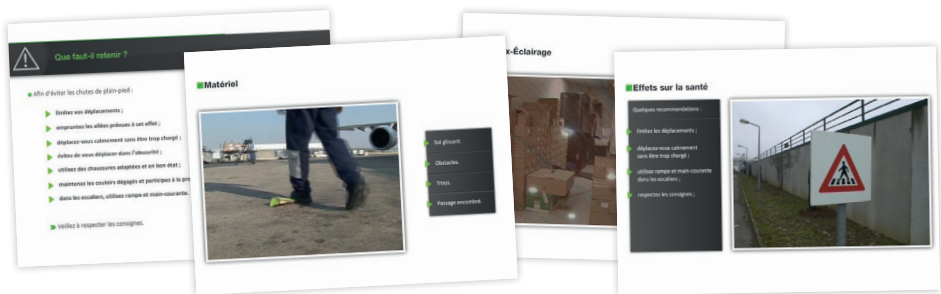 Que faut-il retenir ?
Afin d'éviter les chutes de plain-pied :
limitez vos déplacements ;
empruntez les allées prévues à cet effet ;
déplacez-vous calmement sans être trop chargé ;
évitez de vous déplacer dans l'obscurité ;
utilisez des chaussures adaptées et en bon état ;
maintenez les couloirs dégagés et participez à la
dans les escaliers, utilisez rampe et main-courante.
Veillez à respecter les consignes.
Matériel
Sol glissant.
Obstacles.
Trous.
Passage encombré.
x-Éclairage
Effets sur la santé
Quelques recommandations :
limitez les déplacements ;
déplacez-vous calmement
sans être trop chargé ;
utilisez rampe et main-courante
dans les escaliers ;
respectez les consignes ;